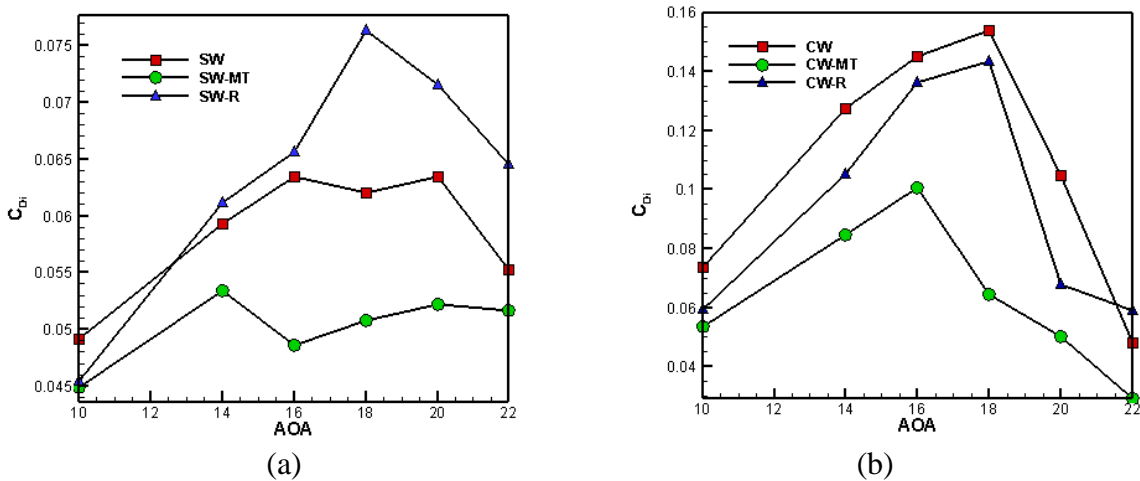 0.075
0.07
0.065
0.06
0.055
0.05
0.045
C_Di
SW
SW-MT
SW-R
10 12 14 16 18 20 22
AOA
(a)
0.16
0.14
0.12
0.1
0.08
0.06
0.04
C_Di
CW
CW-MT
CW-R
10 12 14 16 18 20 22
AOA
(b)